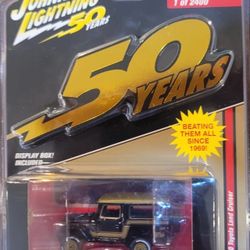 JOHNNY
LIGHTNING
50
YEARS
1 of 2400
50
YEARS
BEATING
THEM ALL
SINCE
1969!
DISPLAY BOX!
INCLUDED
Toyota Land Cruiser